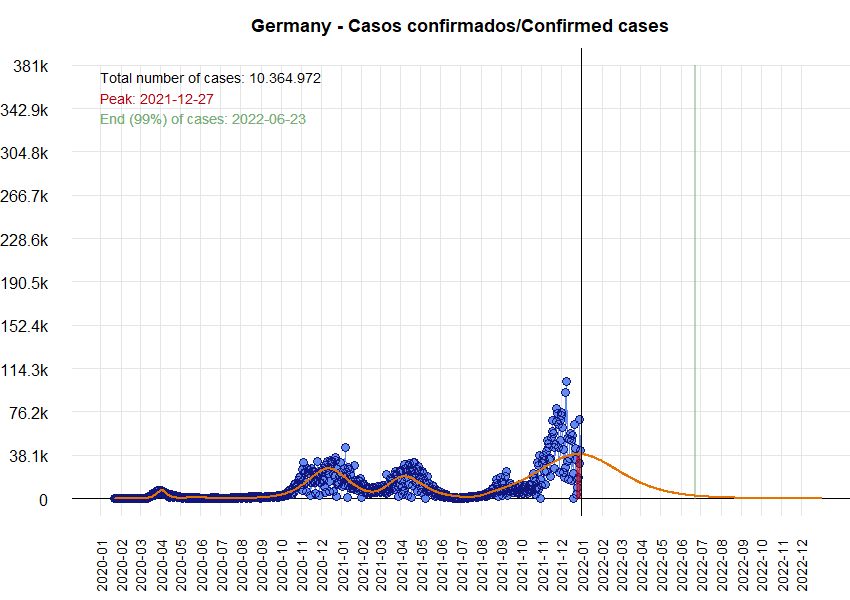 Germany - Casos confirmados/Confirmed cases
Total number of cases: 10.364.972
Peak: 2021-12-27
End (99%) of cases: 2022-06-23
381k
342.9k
304.8k
266.7k
228.6k
190.5k
152.4k
114.3k
76.2k
38.1k
0
2020-01
2020-02
2020-03
2020-04
2020-05
2020-06
2020-07
2020-08
2020-09
2020-10
2020-11
2020-12
2021-01
2021-02
2021-03
2021-04
2021-05
2021-06
2021-07
2021-08
2021-09
2021-10
2021-11
2021-12
2022-01
2022-02
2022-03
2022-04
2022-05
2022-06
2022-07
2022-08
2022-09
2022-10
2022-11
2022-12